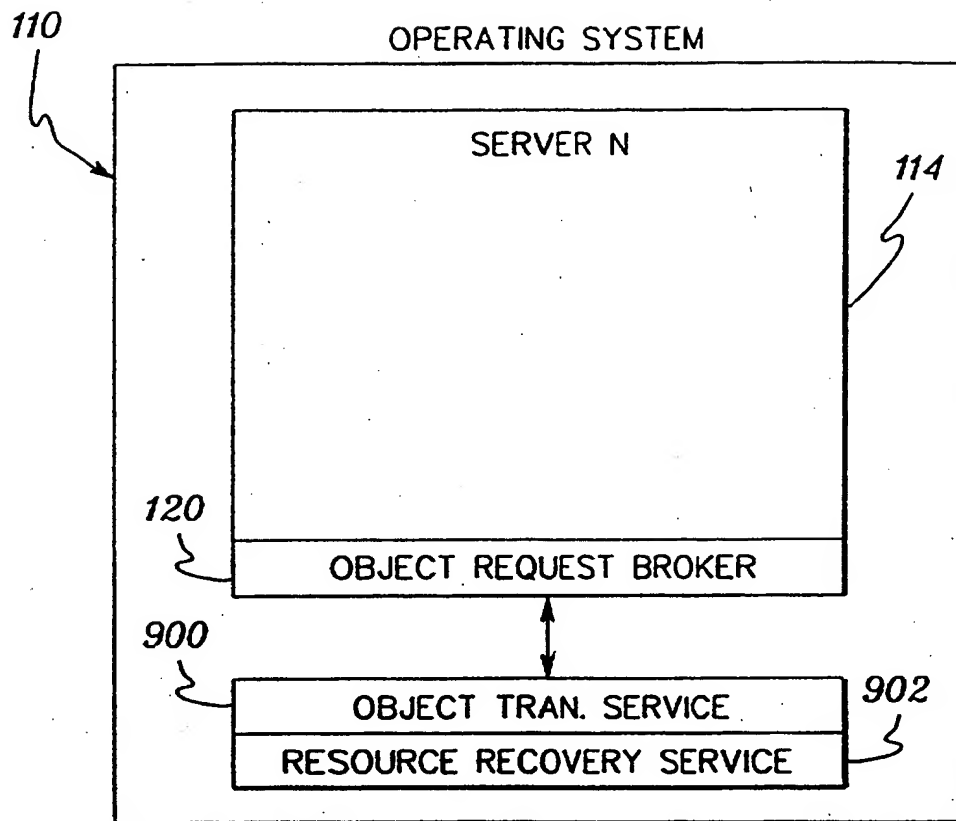 110
OPERATING SYSTEM
SERVER N
114
120
OBJECT REQUEST BROKER
900
OBJECT TRAN. SERVICE
902
RESOURCE RECOVERY SERVICE